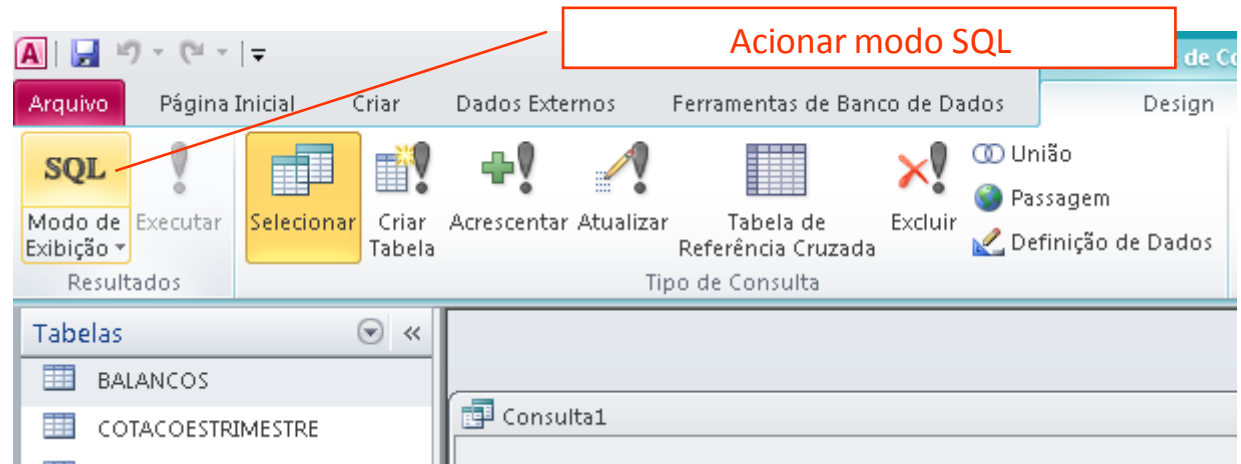 Acionar modo SQL
de Co
Arquivo Página Inicial Criar Dados Externos Ferramentas de Banco de Dados Design
SQL
Modo de Exibição
Executar
Selecionar
Criar Tabela
Acrescentar
Atualizar
Tabela de Referência Cruzada
Excluir
União
Passagem
Definição de Dados
Resultados
Tipo de Consulta
Tabelas
BALANCOS
COTACOESTRIMESTRE
Consulta1